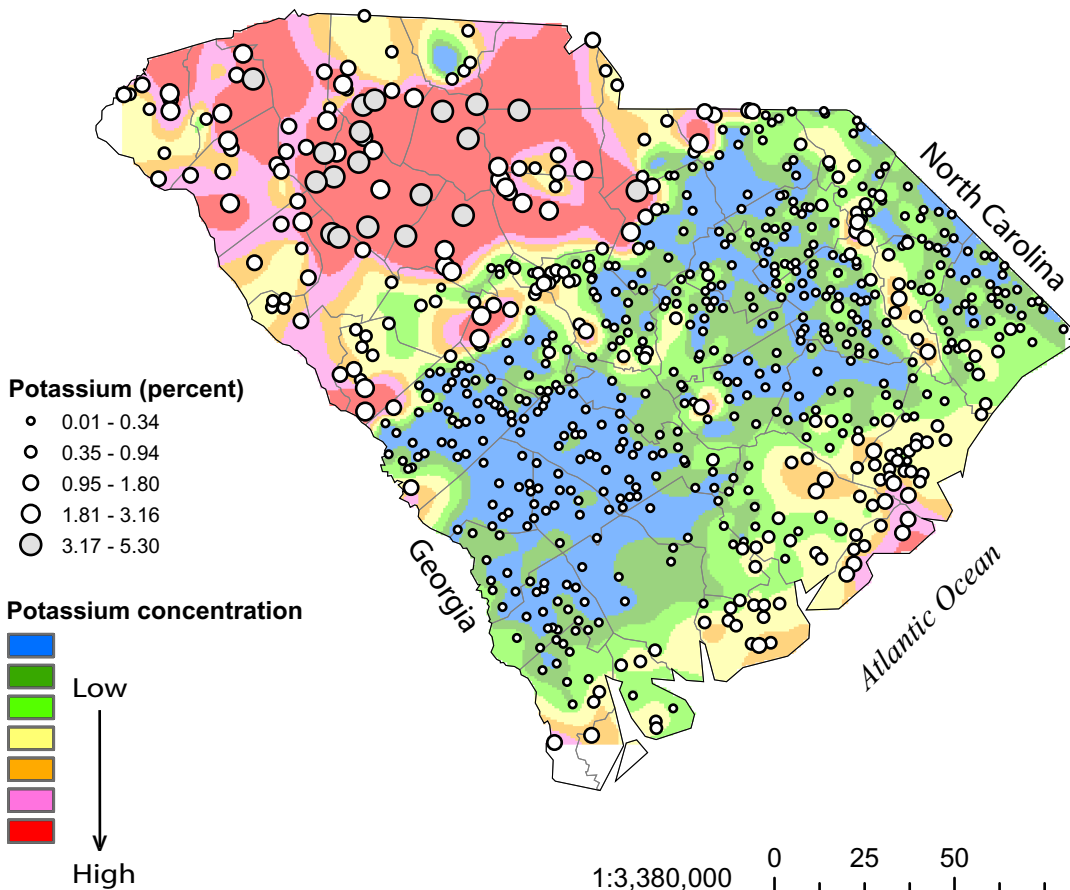 North Carolina
Potassium (percent)
0.01 - 0.34
0.35 - 0.94
0.95 - 1.80
1.81 - 3.16
3.17 - 5.30
Georgia
Atlantic Ocean
Potassium concentration
Low
High
1:3,380,000
0 25 50